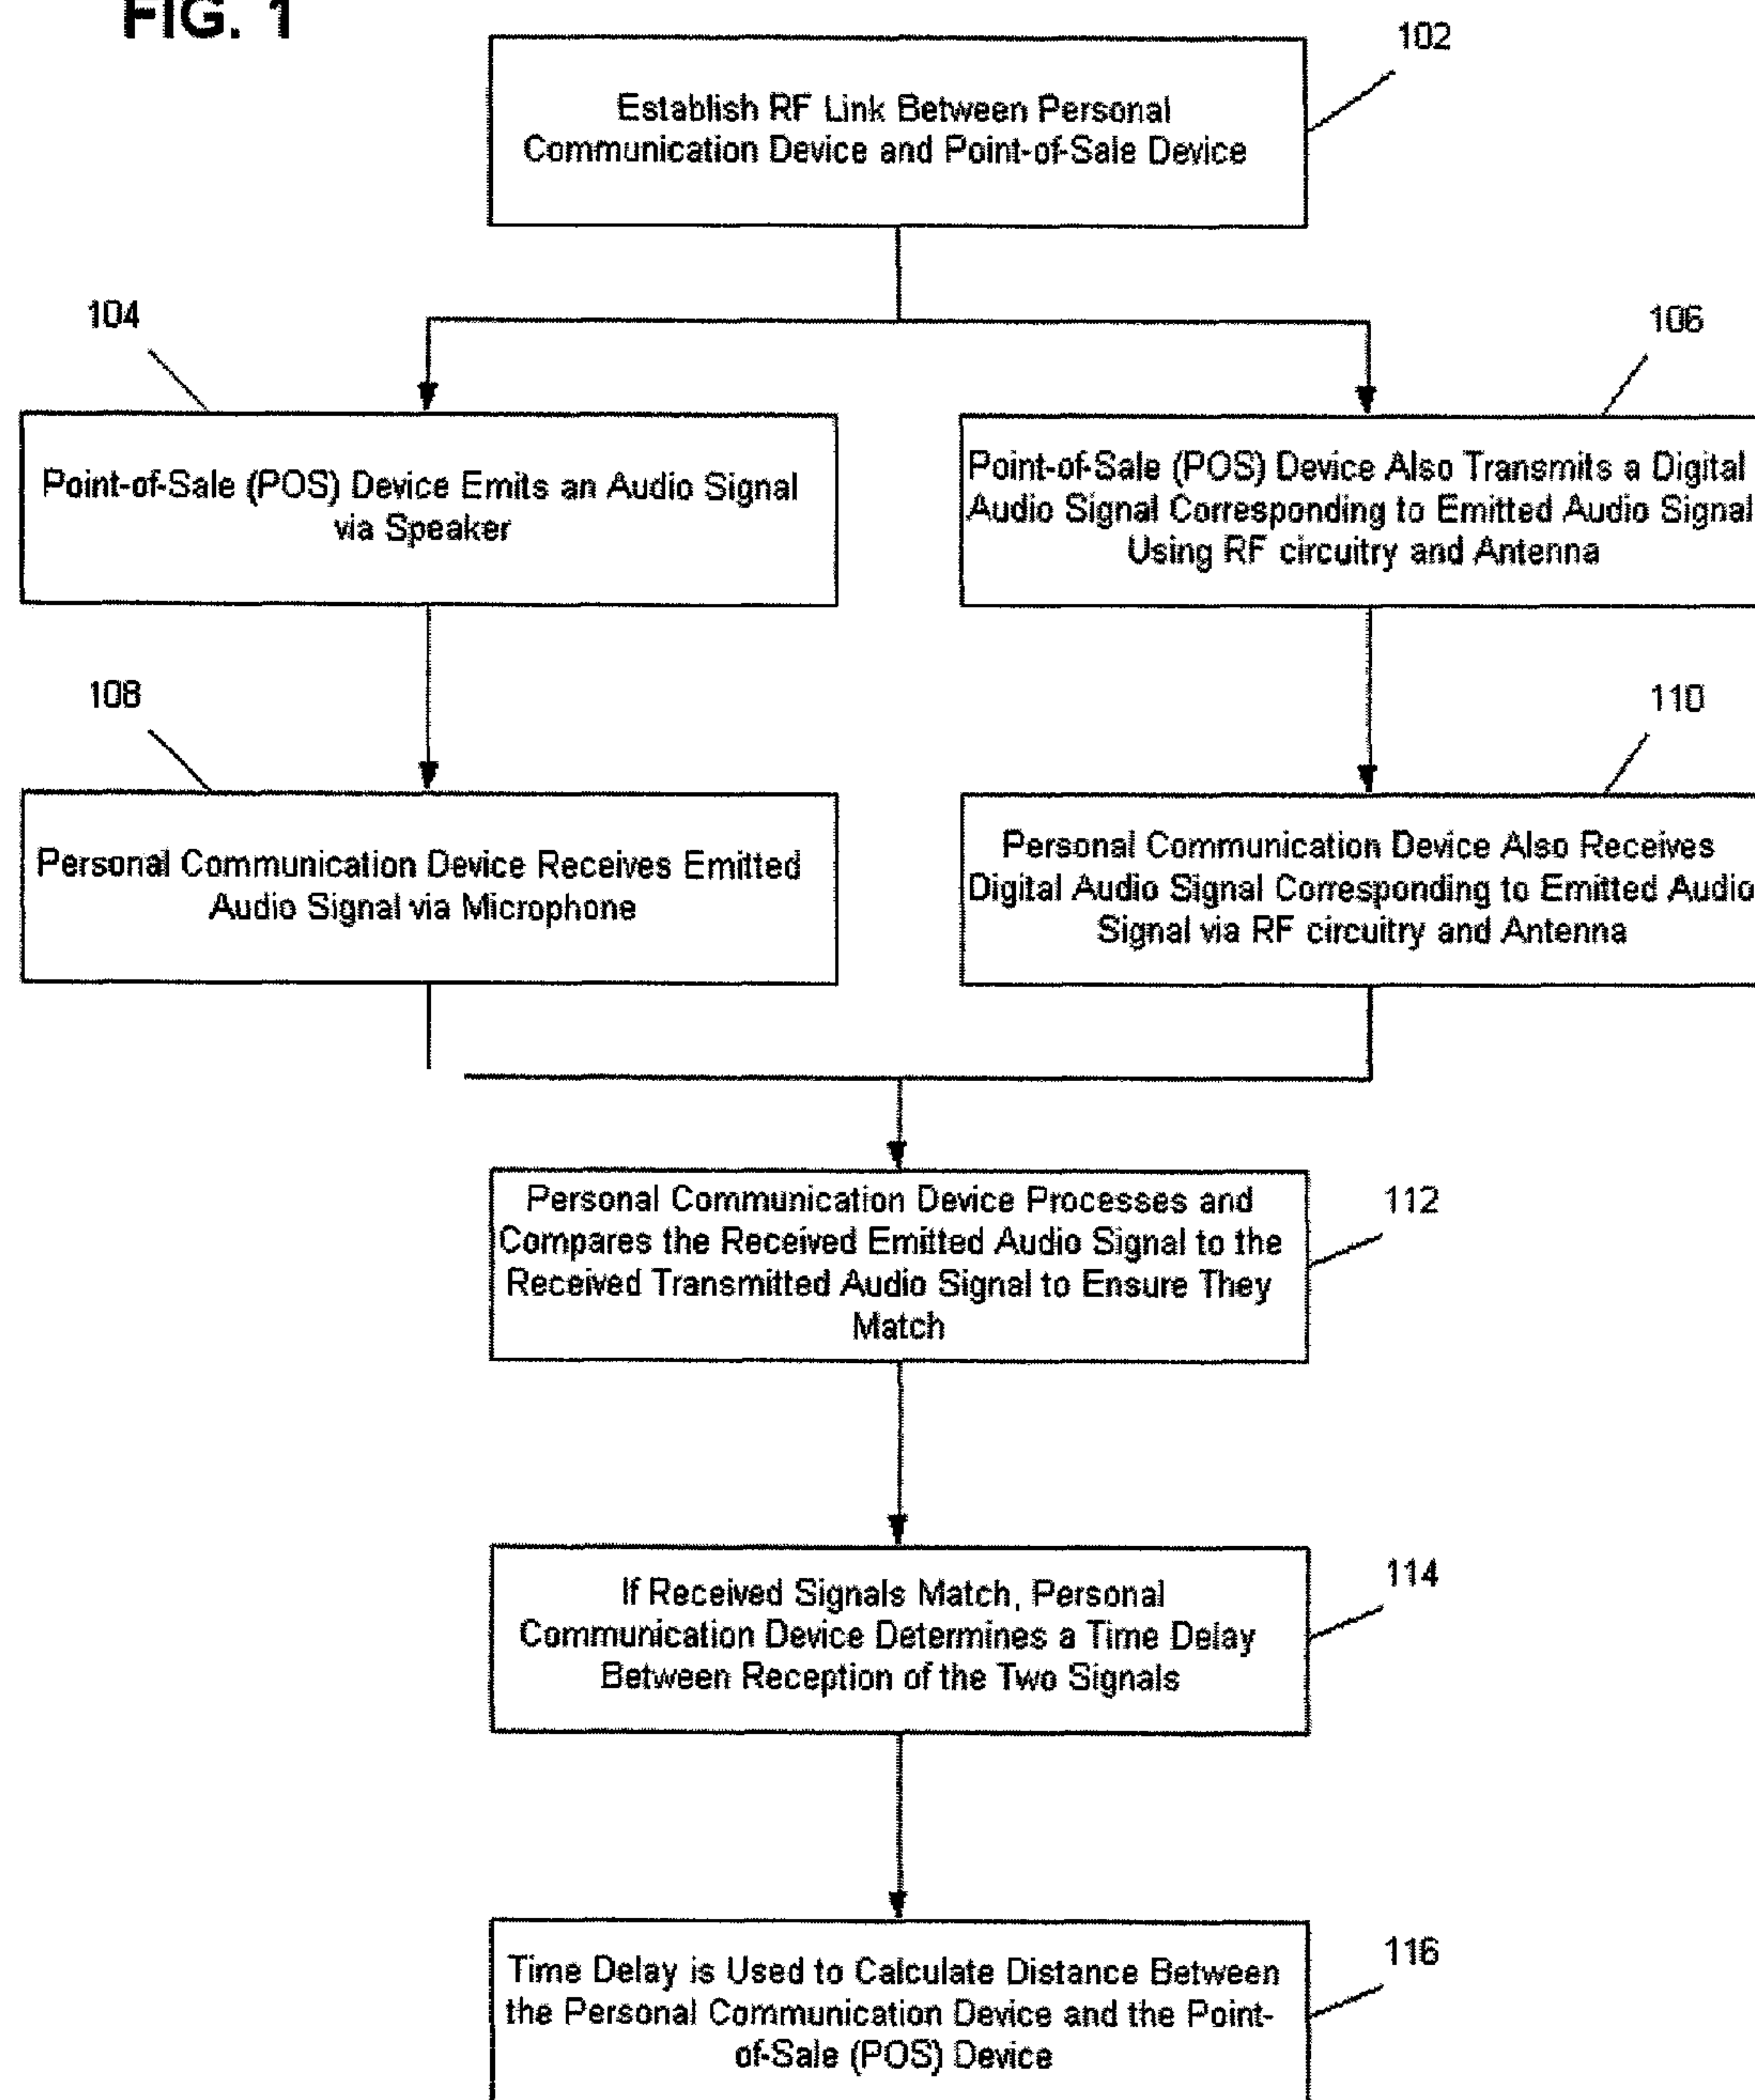 FIG. 1
102
Establish RF Link Between Personal
Communication Device and Point-of-Sale Device
104
106
Point-of-Sale (POS) Device Emits an Audio Signal
via Speaker
Point-of-Sale (POS) Device Also Transmits a Digital
Audio Signal Corresponding to Emitted Audio Signal
Using RF circuitry and Antenna
108
110
Personal Communication Device Receives Emitted
Audio Signal via Microphone
Personal Communication Device Also Receives
Digital Audio Signal Corresponding to Emitted Audio
Signal via RF circuitry and Antenna
Personal Communication Device Processes and
Compares the Received Emitted Audio Signal to the
Received Transmitted Audio Signal to Ensure They
Match
112
If Received Signals Match, Personal
Communication Device Determines a Time Delay
Between Reception of the Two Signals
114
Time Delay is Used to Calculate Distance Between
the Personal Communication Device and the Point-
of-Sale (POS) Device
116